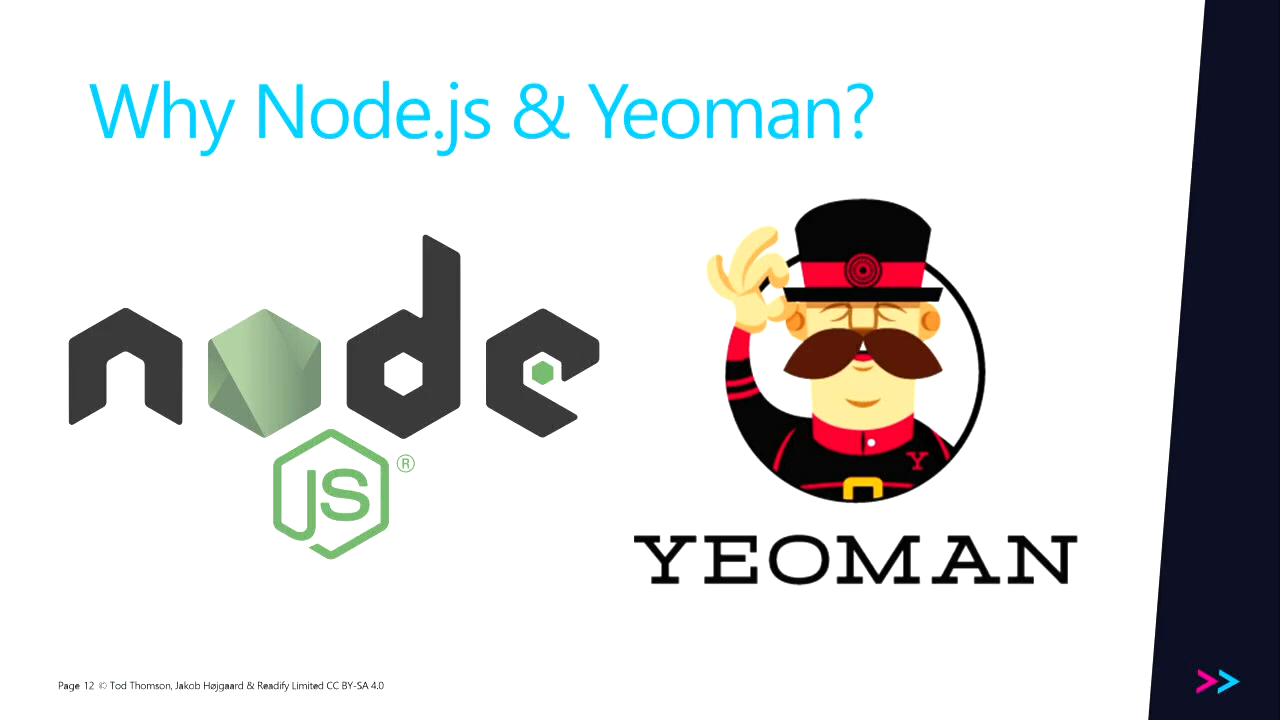 Why Node.js & Yeoman?
node
JS ®
Y
YEOMAN
Page 12 © Tod Thomson, Jakob Højgaard & Readify Limited CC BY-SA 4.0